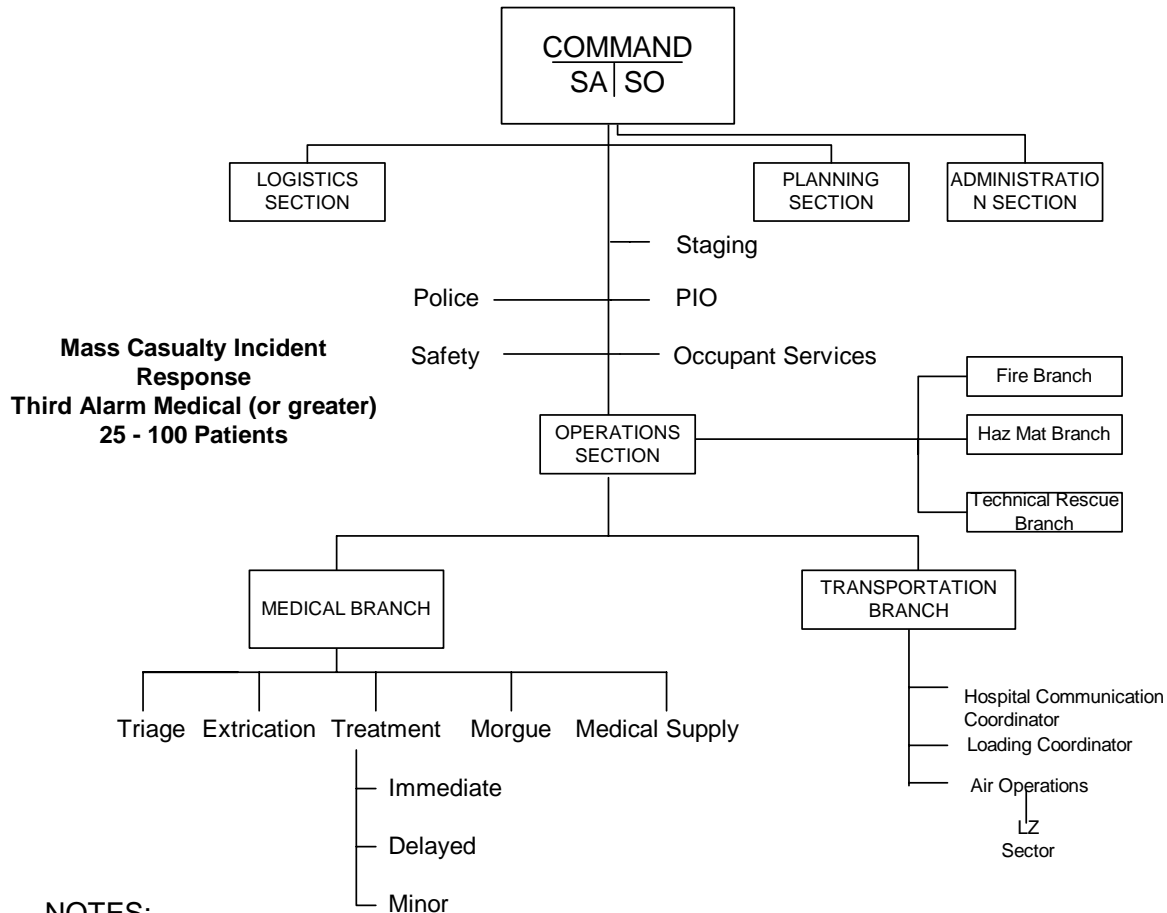 COMMAND
SA SO
LOGISTICS
SECTION
PLANNING
SECTION
ADMINISTRATIO
N SECTION
Staging
Police
PIO
Safety
Occupant Services
Mass Casualty Incident
Response
Third Alarm Medical (or greater)
25 - 100 Patients
Fire Branch
OPERATIONS
SECTION
Haz Mat Branch
Technical Rescue
Branch
MEDICAL BRANCH
TRANSPORTATION
BRANCH
Triage
Extrication
Treatment
Morgue
Medical Supply
Immediate
Delayed
Minor
Hospital Communication
Coordinator
Loading Coordinator
Air Operations
LZ
Sector
NOTES: